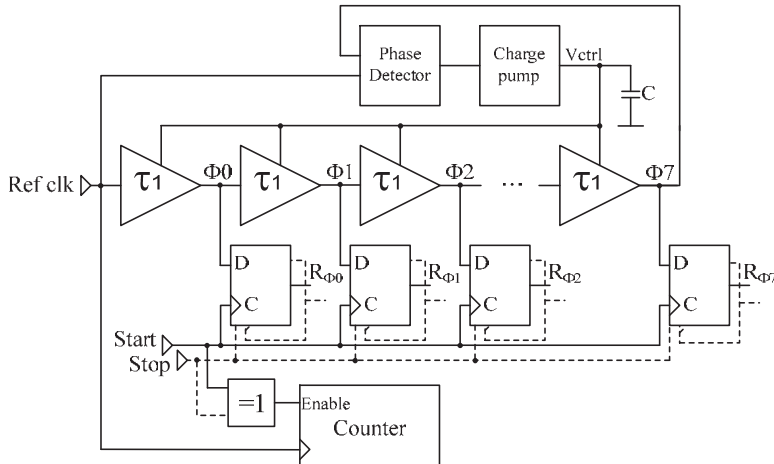 Phase
Detector
Charge
pump
Vctrl
C
Ref clk
τ1
Φ0
τ1
Φ1
τ1
Φ2
...
τ1
Φ7
D
C
RΦ0
D
C
RΦ1
D
C
RΦ2
D
C
RΦ7
Start
Stop
=1
Enable
Counter